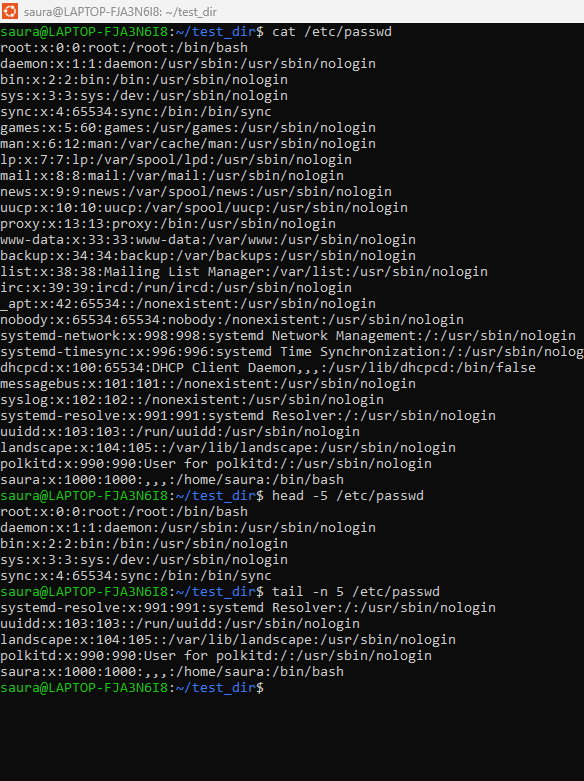 saura@LAPTOP-FJA3N6I8: ~/test_dir
saura@LAPTOP-FJA3N6I8:~/test_dir$ cat /etc/passwd
root:x:0:0:root:/root:/bin/bash
daemon:x:1:1:daemon:/usr/sbin:/usr/sbin/nologin
bin:x:2:2:bin:/bin:/usr/sbin/nologin
sys:x:3:3:sys:/dev:/usr/sbin/nologin
sync:x:4:65534:sync:/bin:/bin/sync
games:x:5:60:games:/usr/games:/usr/sbin/nologin
man:x:6:12:man:/var/cache/man:/usr/sbin/nologin
lp:x:7:7:lp:/var/spool/lpd:/usr/sbin/nologin
mail:x:8:8:mail:/var/mail:/usr/sbin/nologin
news:x:9:9:news:/var/spool/news:/usr/sbin/nologin
uucp:x:10:10:uucp:/var/spool/uucp:/usr/sbin/nologin
proxy:x:13:13:proxy:/bin:/usr/sbin/nologin
www-data:x:33:33:www-data:/var/www:/usr/sbin/nologin
backup:x:34:34:backup:/var/backups:/usr/sbin/nologin
list:x:38:38:Mailing List Manager:/var/list:/usr/sbin/nologin
irc:x:39:39:ircd:/run/ircd:/usr/sbin/nologin
_apt:x:42:65534::/nonexistent:/usr/sbin/nologin
nobody:x:65534:65534:nobody:/nonexistent:/usr/sbin/nologin
systemd-network:x:998:998:systemd Network Management:/:/usr/sbin/nologin
systemd-timesync:x:996:996:systemd Time Synchronization:/:/usr/sbin/nolog
dhcpcd:x:100:65534:DHCP Client Daemon,,,:/usr/lib/dhcpcd:/bin/false
messagebus:x:101:101::/nonexistent:/usr/sbin/nologin
syslog:x:102:102::/nonexistent:/usr/sbin/nologin
systemd-resolve:x:991:991:systemd Resolver:/:/usr/sbin/nologin
uuidd:x:103:103::/run/uuidd:/usr/sbin/nologin
landscape:x:104:105::/var/lib/landscape:/usr/sbin/nologin
polkitd:x:990:990:User for polkitd:/:/usr/sbin/nologin
saura:x:1000:1000:,,,:/home/saura:/bin/bash
saura@LAPTOP-FJA3N6I8:~/test_dir$ head -5 /etc/passwd
root:x:0:0:root:/root:/bin/bash
daemon:x:1:1:daemon:/usr/sbin:/usr/sbin/nologin
bin:x:2:2:bin:/bin:/usr/sbin/nologin
sys:x:3:3:sys:/dev:/usr/sbin/nologin
sync:x:4:65534:sync:/bin:/bin/sync
saura@LAPTOP-FJA3N6I8:~/test_dir$ tail -n 5 /etc/passwd
systemd-resolve:x:991:991:systemd Resolver:/:/usr/sbin/nologin
uuidd:x:103:103::/run/uuidd:/usr/sbin/nologin
landscape:x:104:105::/var/lib/landscape:/usr/sbin/nologin
polkitd:x:990:990:User for polkitd:/:/usr/sbin/nologin
saura:x:1000:1000:,,,:/home/saura:/bin/bash
saura@LAPTOP-FJA3N6I8:~/test_dir$